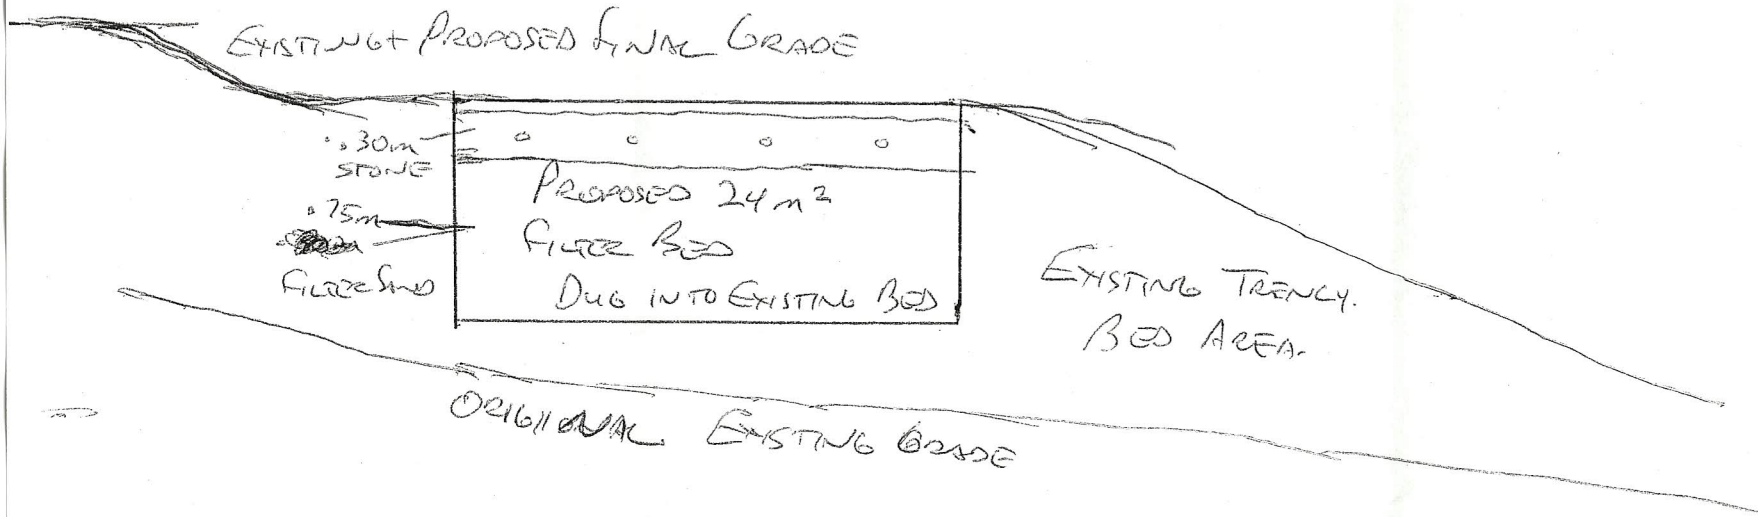 EXISTING + PROPOSED FINAL GRADE
.30m
STONE
PROPOSED 24m²
.75m
FILTER BED
FILTER SAND
DUG INTO EXISTING BED
EXISTING TRENCH.
BED AREA.
ORIGIONAL EXISTING GRADE